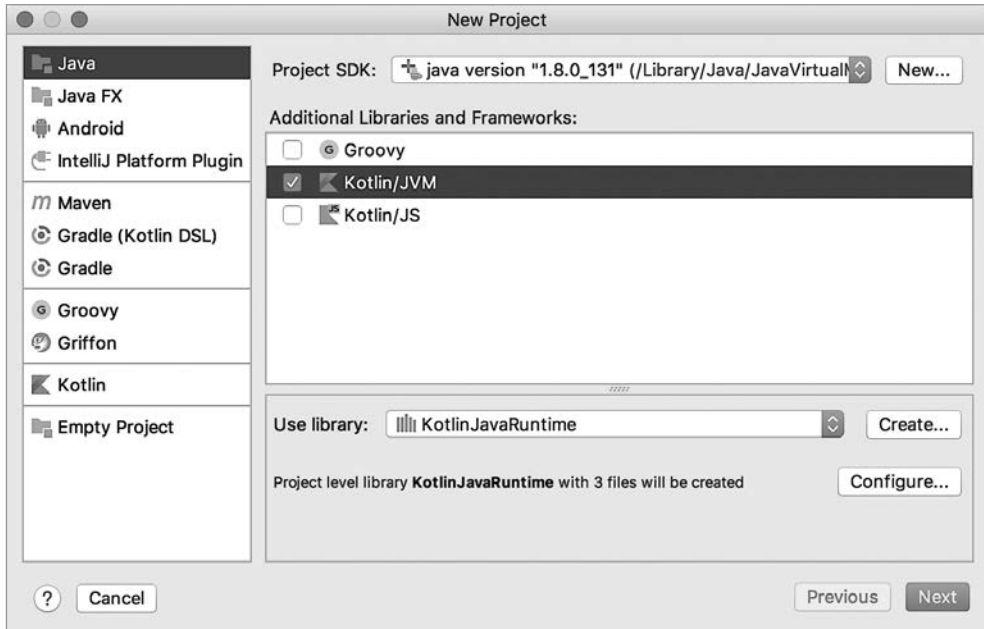 New Project
Java
Java FX
Android
IntelliJ Platform Plugin
Maven
Gradle (Kotlin DSL)
Gradle
Groovy
Griffon
Kotlin
Empty Project
Project SDK: java version "1.8.0_131" (/Library/Java/JavaVirtual New...
Additional Libraries and Frameworks:
Groovy
Kotlin/JVM
Kotlin/JS
Use library: KotlinJavaRuntime Create...
Project level library KotlinJavaRuntime with 3 files will be created Configure...
? Cancel Previous Next